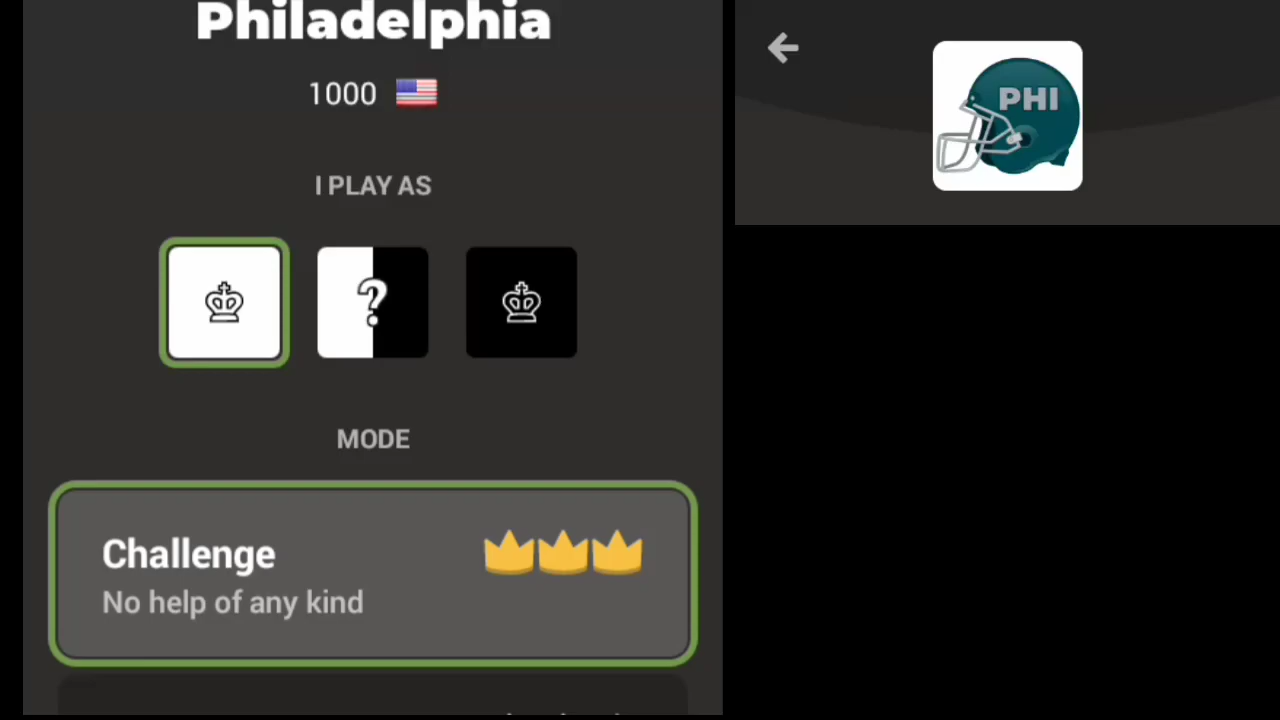 Philadelphia
1000
I PLAY AS
?
MODE
Challenge
No help of any kind
PHI